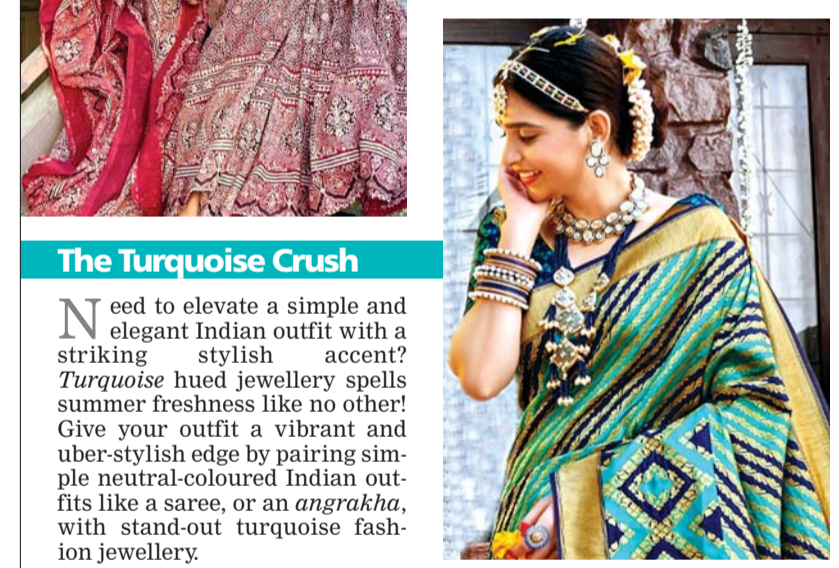 The Turquoise Crush
Need to elevate a simple and
elegant Indian outfit with a
striking stylish accent?
Turquoise hued jewellery spells
summer freshness like no other!
Give your outfit a vibrant and
uber-stylish edge by pairing sim-
ple neutral-coloured Indian out-
fits like a saree, or an angrakha,
with stand-out turquoise fash-
ion jewellery.